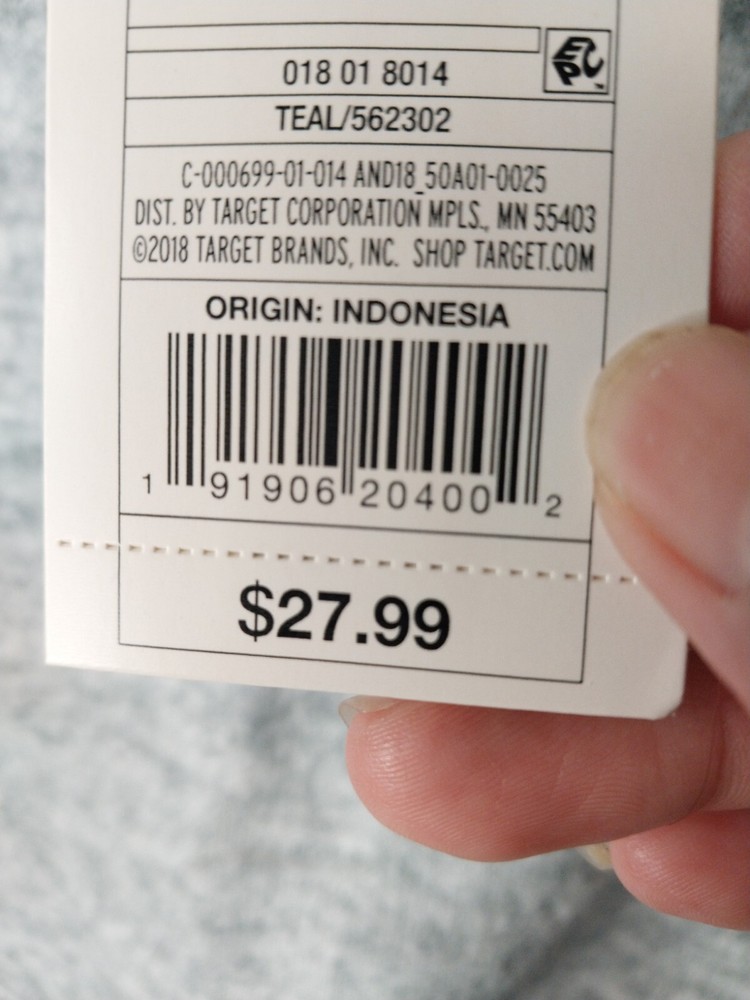 EPC™
018 01 8014
TEAL/562302
C-000699-01-014 AND18_50A01-0025
DIST. BY TARGET CORPORATION MPLS., MN 55403
©2018 TARGET BRANDS, INC. SHOP TARGET.COM
ORIGIN: INDONESIA
1 91906 20400 2
$27.99